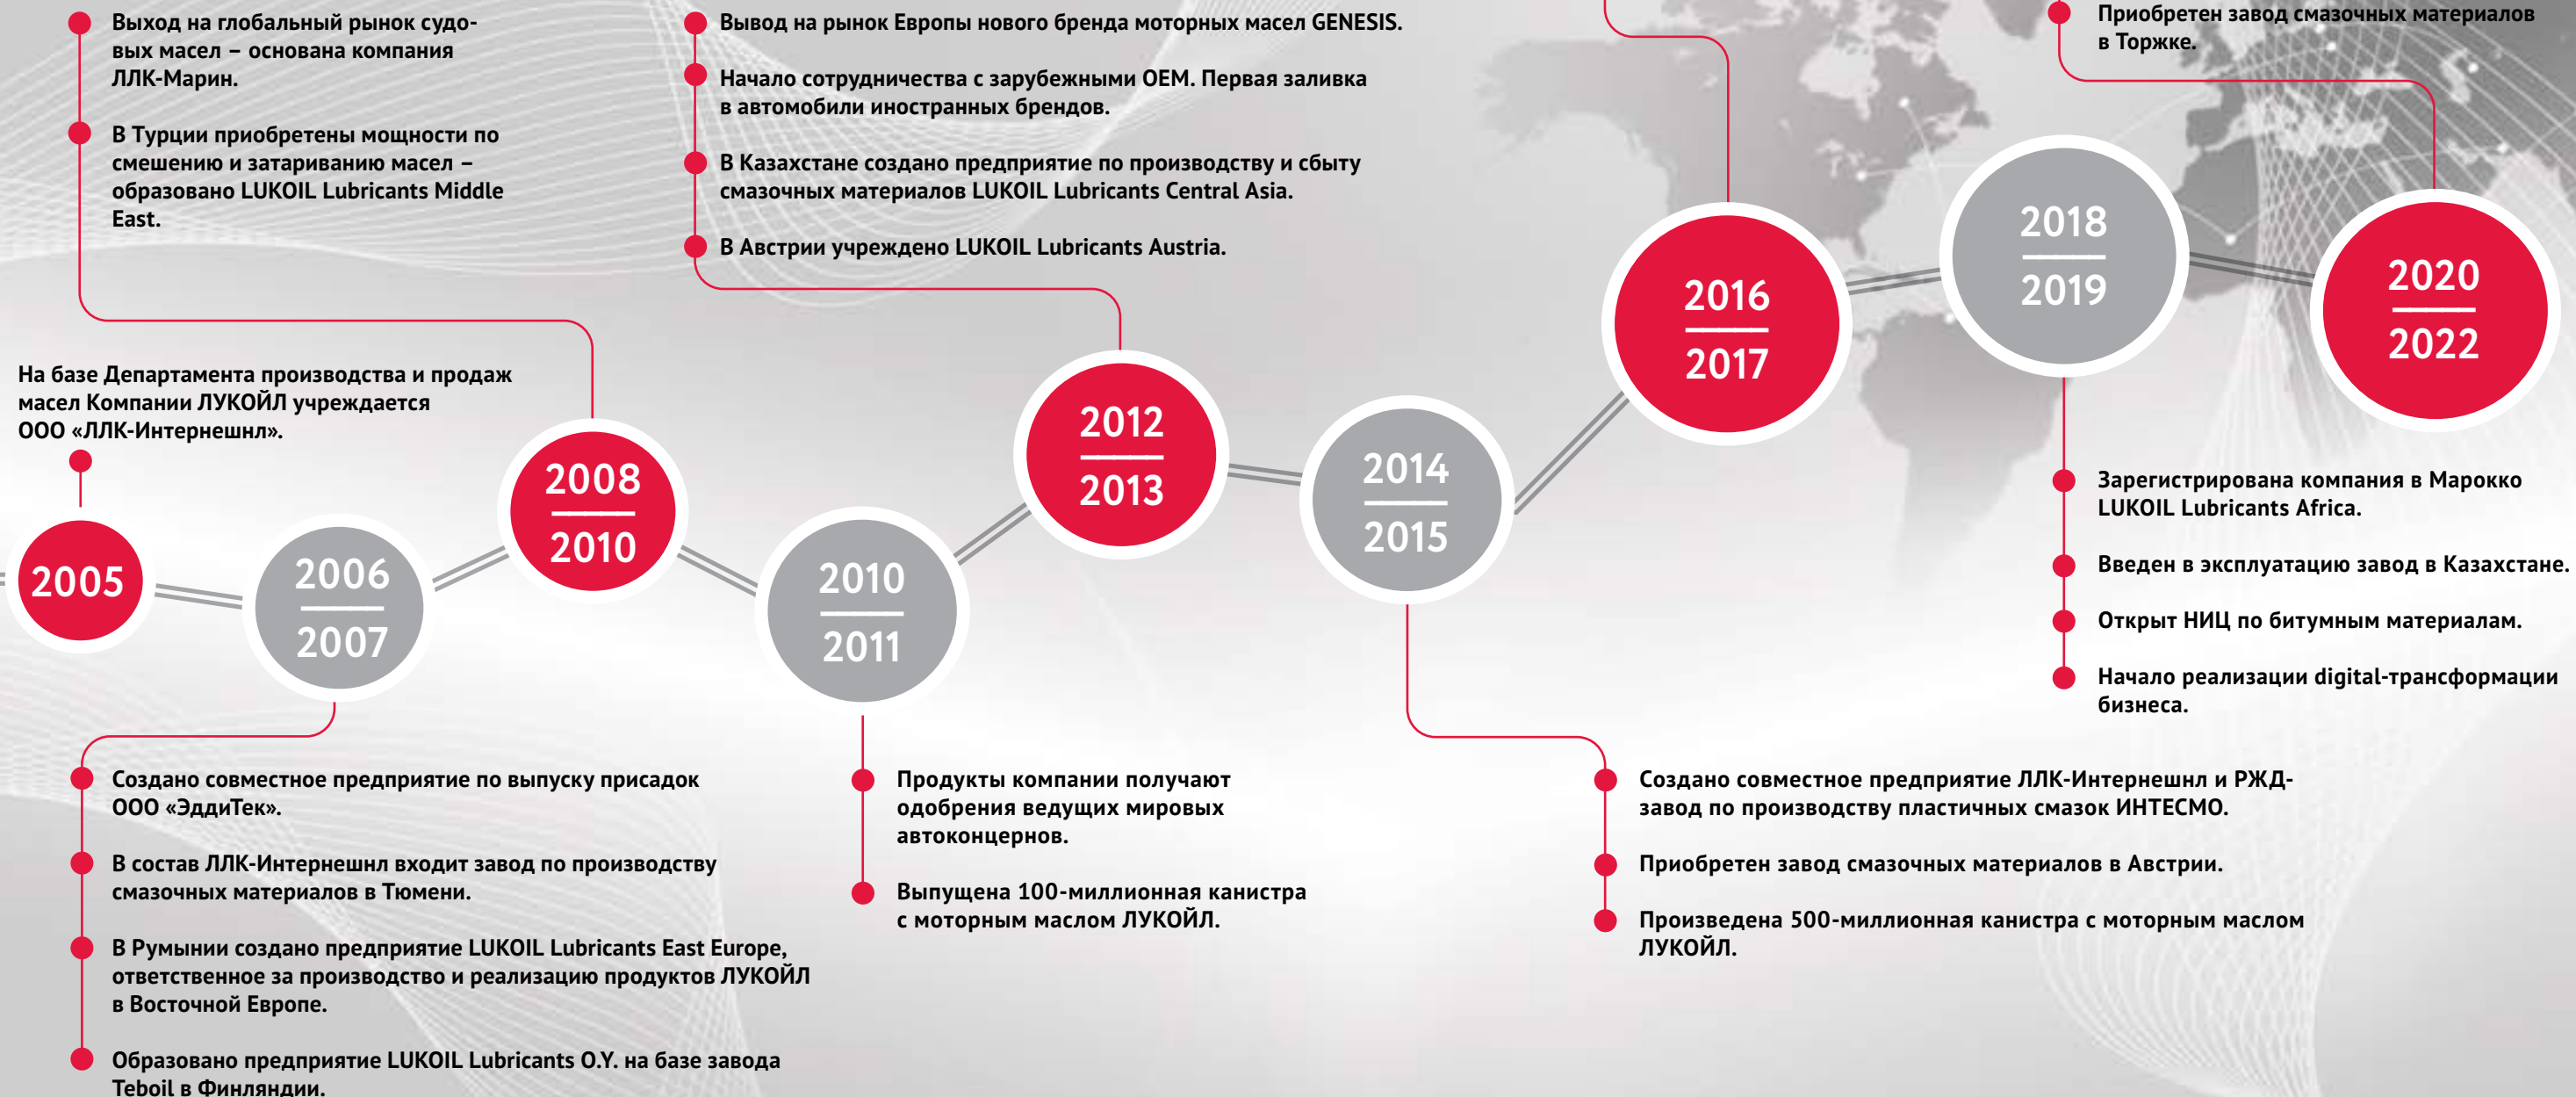 Выход на глобальный рынок судо-
вых масел – основана компания
ЛЛК-Марин.
В Турции приобретены мощности по
смешению и затариванию масел –
образовано LUKOIL Lubricants Middle
East.
Вывод на рынок Европы нового бренда моторных масел GENESIS.
Начало сотрудничества с зарубежными OEM. Первая заливка
в автомобили иностранных брендов.
В Казахстане создано предприятие по производству и сбыту
смазочных материалов LUKOIL Lubricants Central Asia.
В Австрии учреждено LUKOIL Lubricants Austria.
Приобретен завод смазочных материалов
в Торжке.
На базе Департамента производства и продаж
масел Компании ЛУКОЙЛ учреждается
ООО «ЛЛК-Интернешнл».
2005
2006
2007
2008
2010
2010
2011
2012
2013
2014
2015
2016
2017
2018
2019
2020
2022
Создано совместное предприятие по выпуску присадок
ООО «ЭддиТек».
В состав ЛЛК-Интернешнл входит завод по производству
смазочных материалов в Тюмени.
В Румынии создано предприятие LUKOIL Lubricants East Europe,
ответственное за производство и реализацию продуктов ЛУКОЙЛ
в Восточной Европе.
Образовано предприятие LUKOIL Lubricants O.Y. на базе завода
Teboil в Финляндии.
Продукты компании получают
одобрения ведущих мировых
автоконцернов.
Выпущена 100-миллионная канистра
с моторным маслом ЛУКОЙЛ.
Создано совместное предприятие ЛЛК-Интернешнл и РЖД-
завод по производству пластичных смазок ИНТЕСМО.
Приобретен завод смазочных материалов в Австрии.
Произведена 500-миллионная канистра с моторным маслом
ЛУКОЙЛ.
Зарегистрирована компания в Марокко
LUKOIL Lubricants Africa.
Введен в эксплуатацию завод в Казахстане.
Открыт НИЦ по битумным материалам.
Начало реализации digital-трансформации
бизнеса.